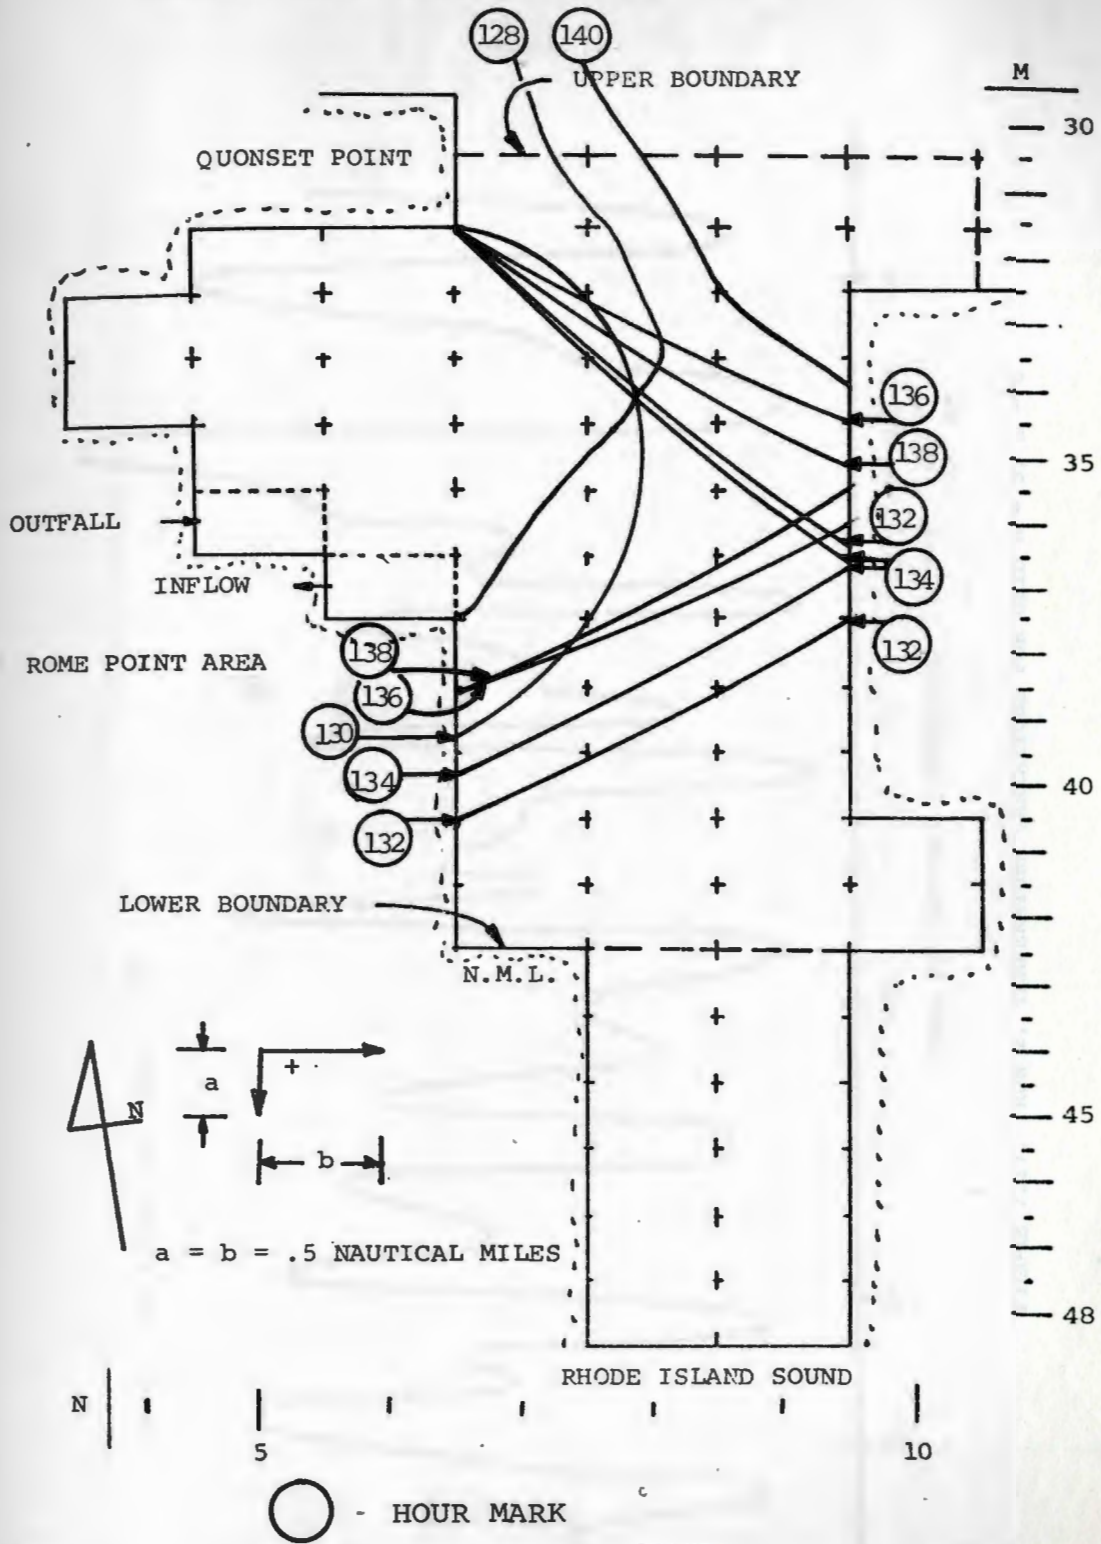 128 140
UPPER BOUNDARY
M
30
QUONSET POINT
136
138
35
132
OUTFALL
134
INFLOW
132
138
ROME POINT AREA
136
130
134
40
132
LOWER BOUNDARY
N.M.L.
+
a
N
45
b
a = b = .5 NAUTICAL MILES
48
RHODE ISLAND SOUND
N
5
10
- HOUR MARK